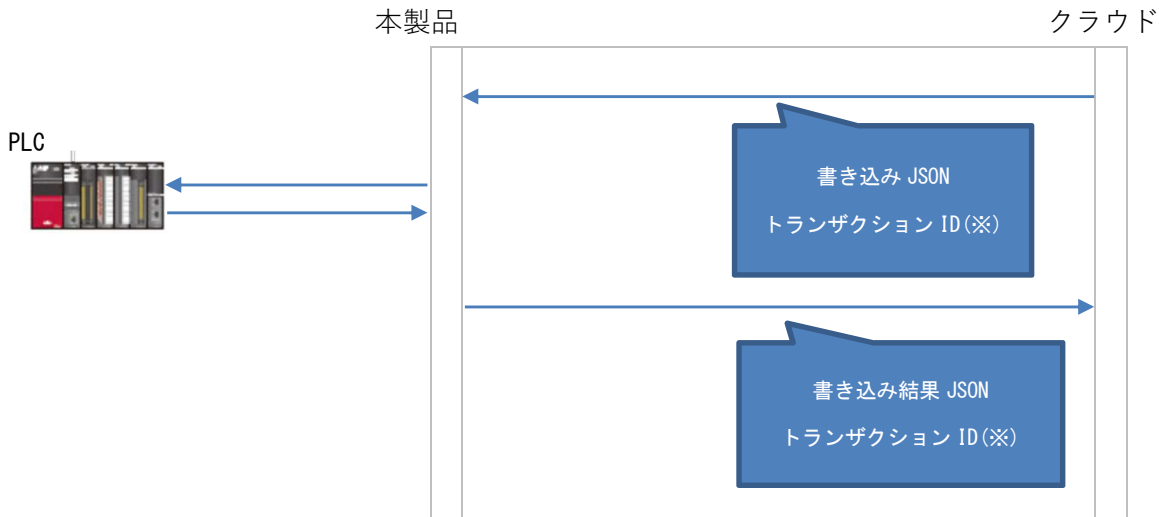 本製品
クラウド
PLC
書き込み JSON
トランザクション ID(※)
書き込み結果 JSON
トランザクション ID(※)